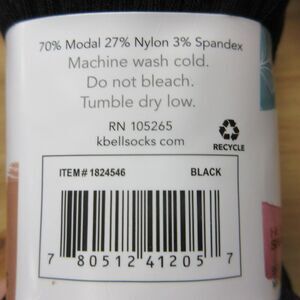 70% Modal 27% Nylon 3% Spandex
Machine wash cold.
Do not bleach.
Tumble dry low.
RN 105265
kbellsocks.com
RECYCLE
ITEM# 1824546 BLACK
7 80512 41205 7